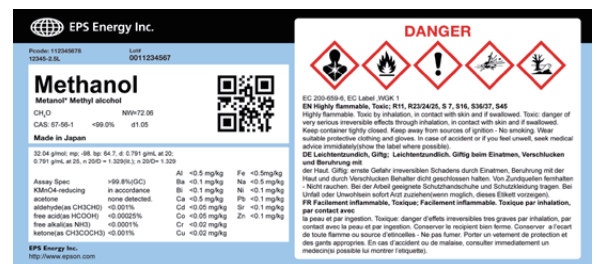 EPS Energy Inc.
Pcode: 112345678
12345-2.5L
Lot#
0011234567
Methanol
Metanol* Methyl alcohol
CH₄O NW=72.06
CAS: 67-56-1 <99.0% d1.05
Made in Japan
32.04 g/mol; mp; -98. bp: 64.7, d. 0.791 g/mL at 20;
0.791 g/mL at 25, n 20/D = 1.329(lit.); n 20/D= 1.329
Assay Spec >99.8%(GC)
KMnO4-reducing in accordance
acetone none detected.
aldehyde(as CH3CHO) <0.001%
free acid(as HCOOH) <0.00025%
free alkali(as NH3) <0.0001%
ketone(as CH3COCH3) <0.001%
Al <0.5 mg/kg Fe <0.5mg/kg
Ba <0.1 mg/kg Na <0.5 mg/kg
Bi <0.1 mg/kg Ni <0.1 mg/kg
Ca <0.5 mg/kg Pb <0.1 mg/kg
Cd <0.05 mg/kg Sr <0.1 mg/kg
Co <0.05 mg/kg Zn <0.1 mg/kg
Cr <0.02 mg/kg
Cu <0.02 mg/kg
EPS Energy Inc.
http://www.epson.com
DANGER
EC 200-659-6, EC Label ,WGK 1
EN Highly flammable, Toxic; R11, R23/24/25, S 7, S16, S36/37, S45
Highly flammable. Toxic by inhalation, in contact with skin and if swallowed. Toxic: danger of
very serious irreversible effects through inhalation, in contact with skin and if swallowed.
Keep container tightly closed. Keep away from sources of ignition - No smoking. Wear
suitable protective clothing and gloves. In case of accident or if you feel unwell, seek medical
advice immediately(show the label where possible).
DE Leichtentzundlich, Giftig; Leichtentzundlich. Giftig beim Einatmen, Verschlucken
und Beruhrung mit
der Haut. Giftig: ernste Gefahr irreversiblen Schadens durch Einatmen, Beruhrung mit der
Haut und durch Verschlucken Behalter dicht geschlossen halten. Von Zundquellen fernhalten
- Nicht rauchen. Bei der Arbeit geeignete Schutzhandschuhe und Schutzkleidung tragen. Bei
Unfall oder Unwohlsein sofort Arzt zuziehen(wenn moglich, dieses Etikett vorzeigen).
FR Facilement inflammable, Toxique; Facilement inflammable. Toxique par inhalation,
par contact avec
la peau et par ingestion. Toxique: danger d'effets irreversibles tres graves par inhalation, par
contact avec la peau et par ingestion. Conserver le recipient bien ferme. Conserver a l'ecart
de toute flamme ou source d'etincelles - Ne pas fumer. Porter un vetement de protection et
des gants appropries. En cas d'accident ou de malaise, consulter immediatement un
medecin(si possible lui montrer l'etiquette).